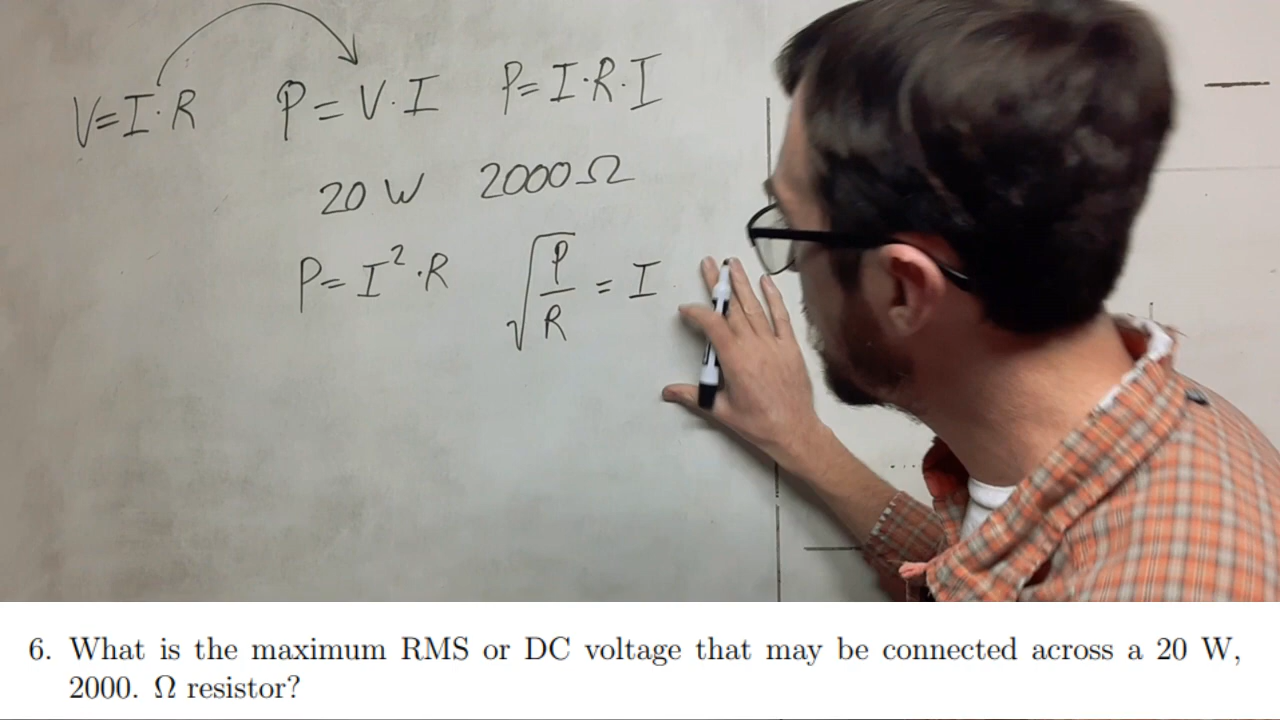 V=I·R P=V·I P=I·R·I
20 W 2000Ω
P=I²·R √(P/R) = I
6. What is the maximum RMS or DC voltage that may be connected across a 20 W,
2000. Ω resistor?